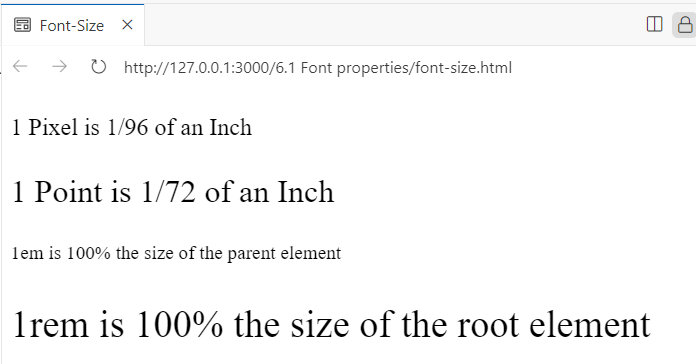 Font-Size
http://127.0.0.1:3000/6.1 Font properties/font-size.html
1 Pixel is 1/96 of an Inch
1 Point is 1/72 of an Inch
1em is 100% the size of the parent element
1rem is 100% the size of the root element